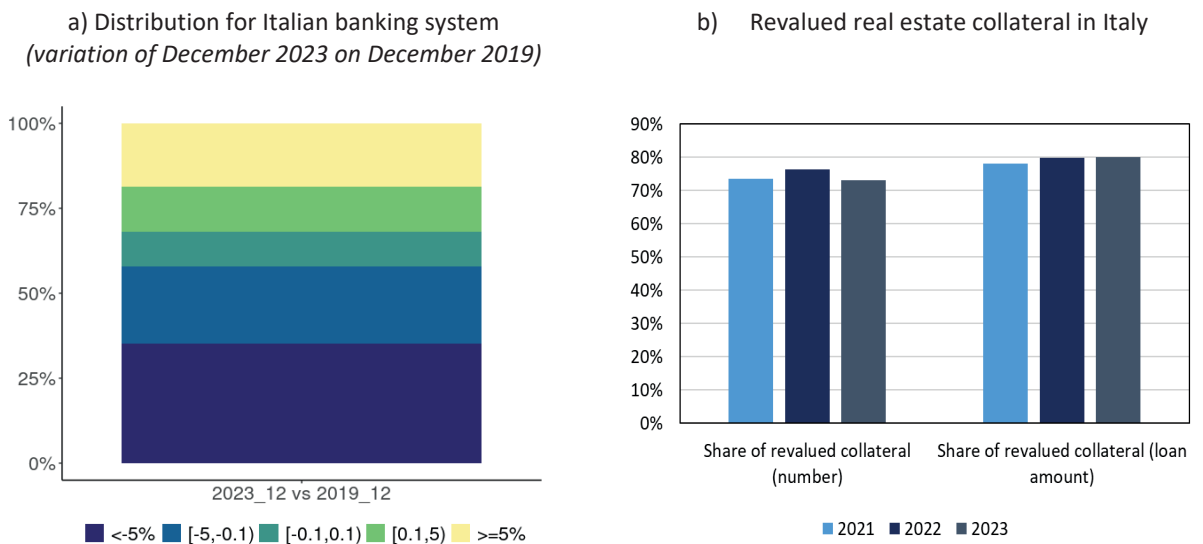 a) Distribution for Italian banking system
(variation of December 2023 on December 2019)
100%
75%
50%
25%
0%
2023_12 vs 2019_12
<-5% [-5,-0.1) [-0.1,0.1) [0.1,5) >=5%
b) Revalued real estate collateral in Italy
90%
80%
70%
60%
50%
40%
30%
20%
10%
0%
Share of revalued collateral
(number)
Share of revalued collateral (loan
amount)
2021 2022 2023